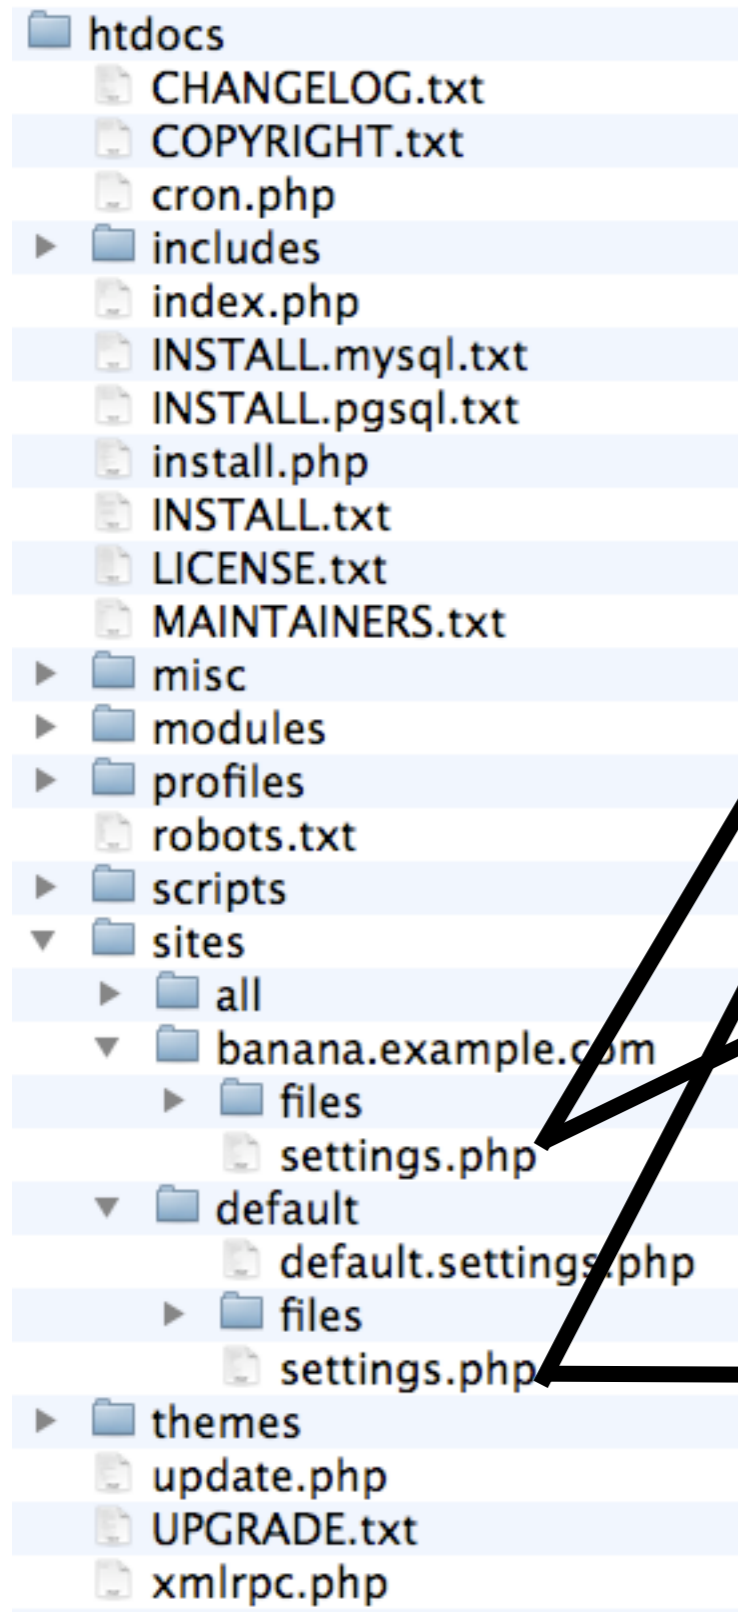 htdocs
CHANGELOG.txt
COPYRIGHT.txt
cron.php
includes
index.php
INSTALL.mysql.txt
INSTALL.pgsql.txt
install.php
INSTALL.txt
LICENSE.txt
MAINTAINERS.txt
misc
modules
profiles
robots.txt
scripts
sites
all
banana.example.com
files
settings.php
default
default.settings.php
files
settings.php
themes
update.php
UPGRADE.txt
xmlrpc.php